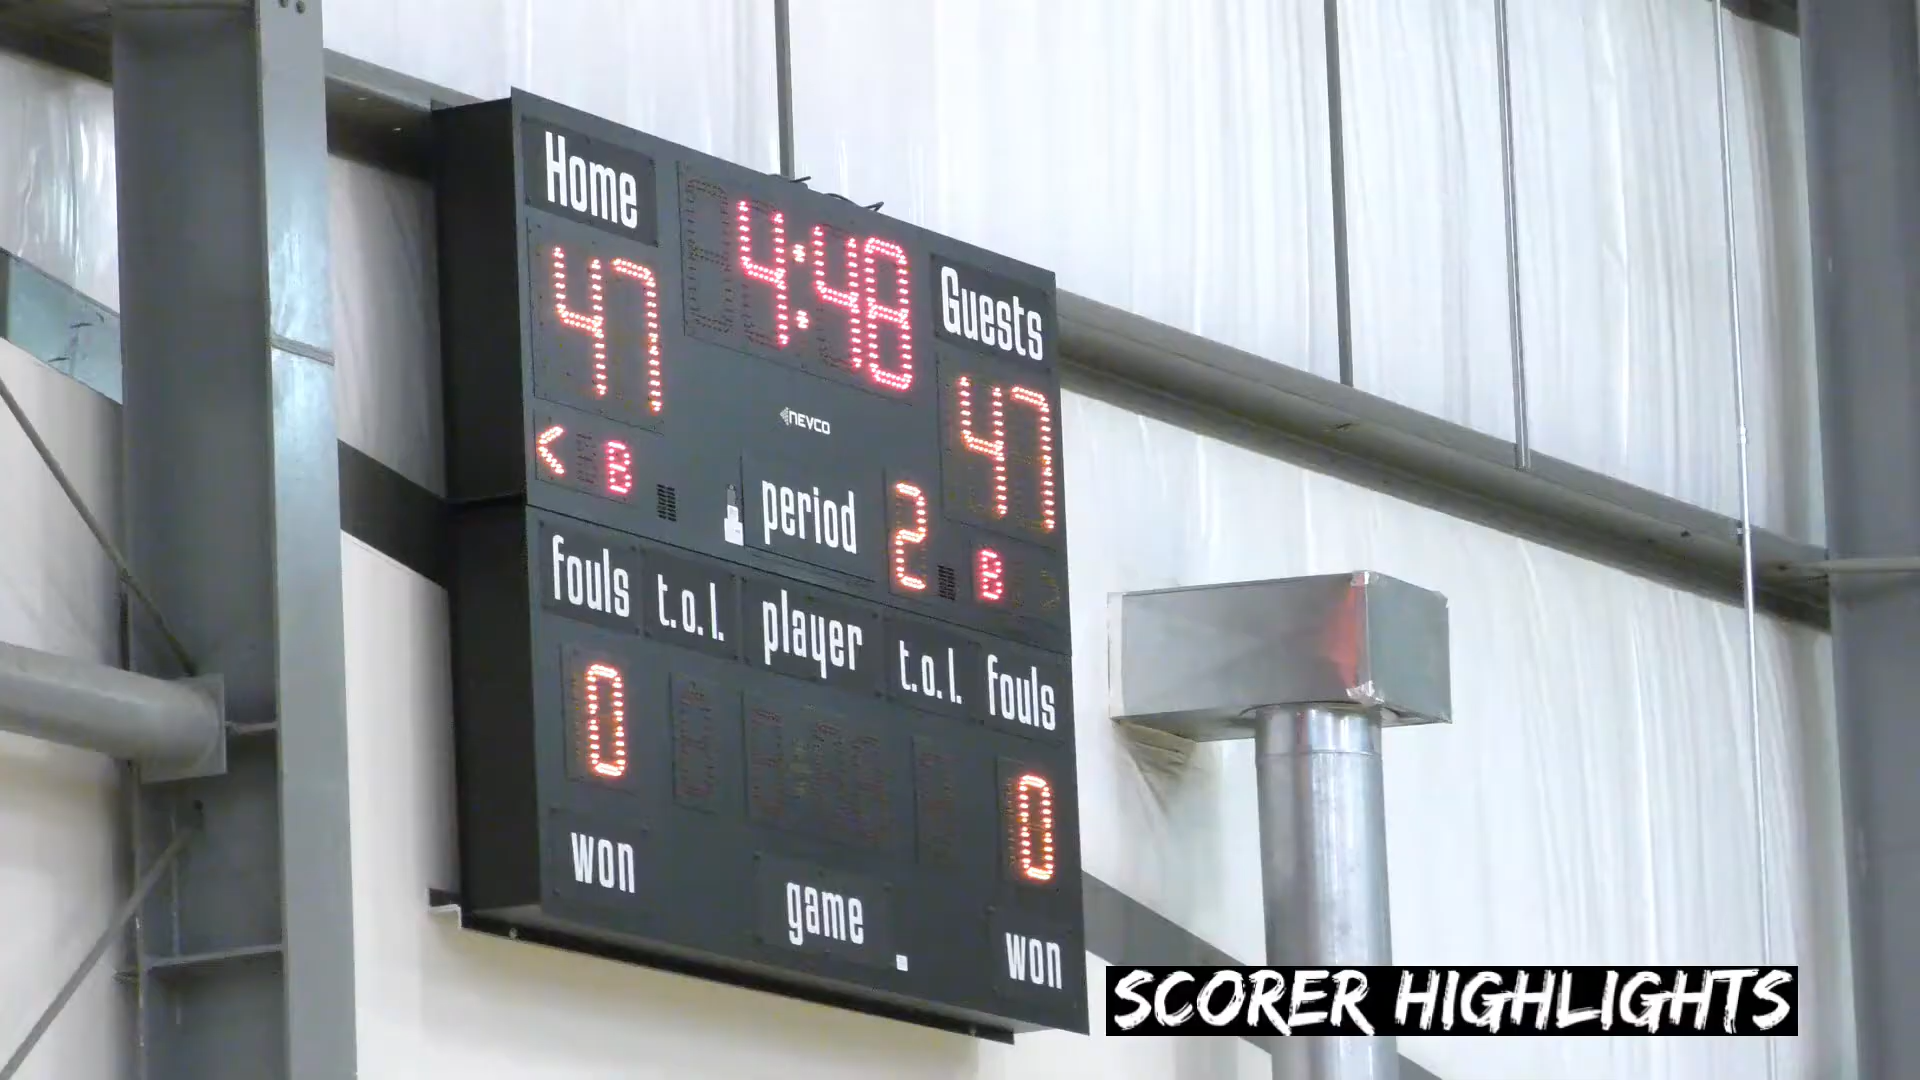 Home
4:48
Guests
47
47
NEVCO
< B
period
2
B
fouls
t.o.l.
player
t.o.l.
fouls
0
0
won
game
won
SCORER HIGHLIGHTS